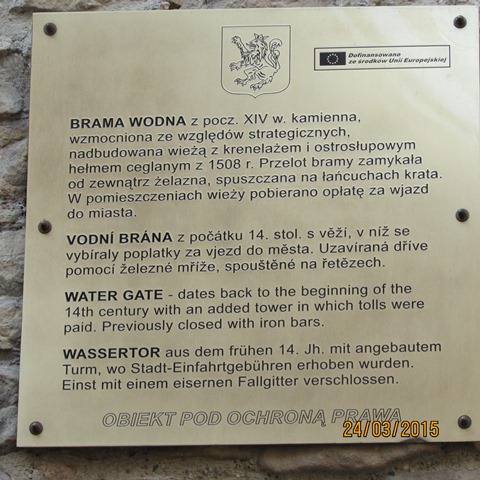 Dofinansowano
ze środków Unii Europejskiej
BRAMA WODNA z pocz. XIV w. kamienna,
wzmocniona ze względów strategicznych,
nadbudowana wieżą z krenelażem i ostrosłupowym
hełmem ceglanym z 1508 r. Przelot bramy zamykała
od zewnątrz żelazna, spuszczana na łańcuchach krata.
W pomieszczeniach wieży pobierano opłatę za wjazd
do miasta.
VODNÍ BRÁNA z počátku 14. stol. s věží, v níž se
vybíraly poplatky za vjezd do města. Uzavíraná dříve
pomocí železné mříže, spouštěné na řetězech.
WATER GATE - dates back to the beginning of the
14th century with an added tower in which tolls were
paid. Previously closed with iron bars.
WASSERTOR aus dem frühen 14. Jh. mit angebautem
Turm, wo Stadt-Einfahrtgebühren erhoben wurden.
Einst mit einem eisernen Fallgitter verschlossen.
OBIEKT POD OCHRONĄ PRAWA
24/03/2015